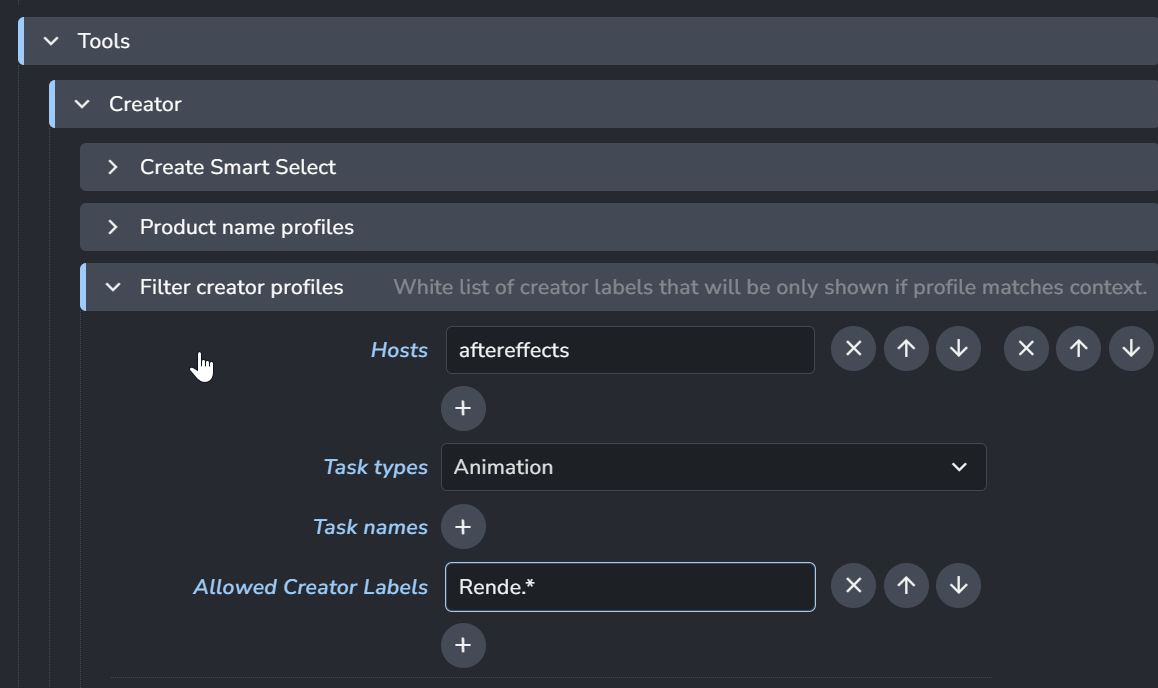 Tools
Creator
Create Smart Select
Product name profiles
Filter creator profiles White list of creator labels that will be only shown if profile matches context.
Hosts aftereffects
Task types Animation
Task names
Allowed Creator Labels Rende.*